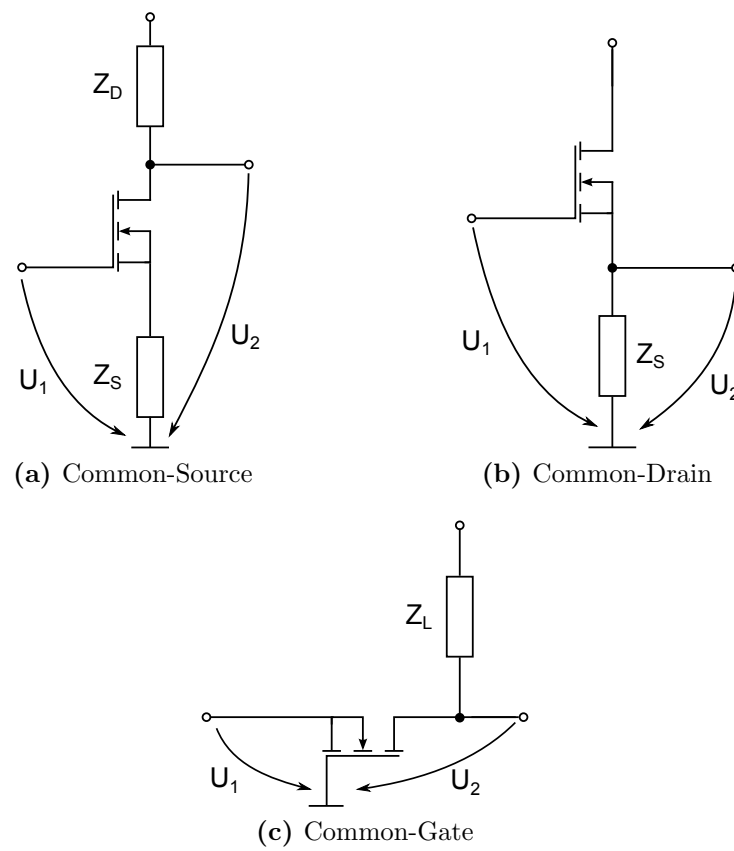 Z_D
U_1
Z_S
U_2
(a) Common-Source
U_1
Z_S
U_2
(b) Common-Drain
Z_L
U_1
U_2
(c) Common-Gate